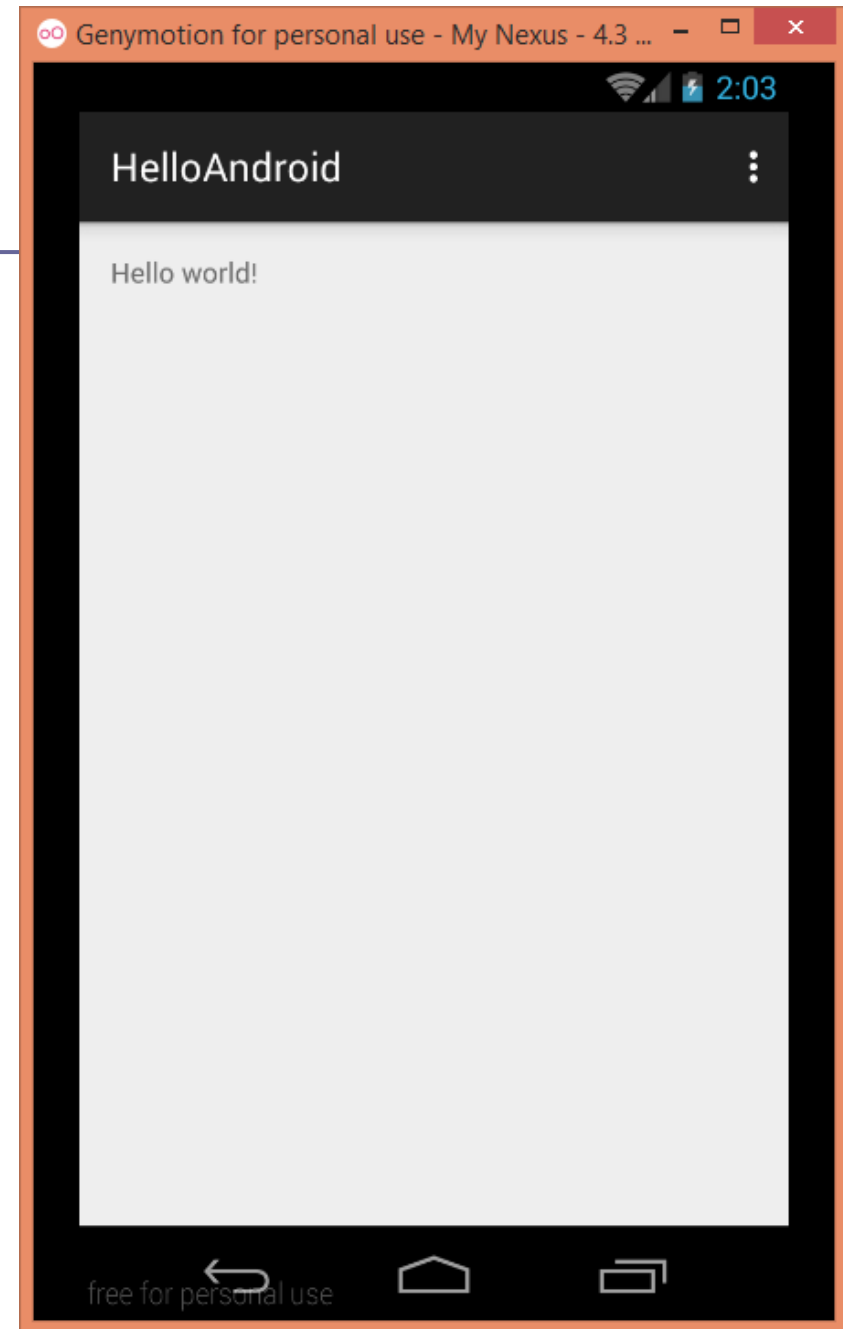 Genymotion for personal use - My Nexus - 4.3 ...
2:03
HelloAndroid
Hello world!
free for personal use